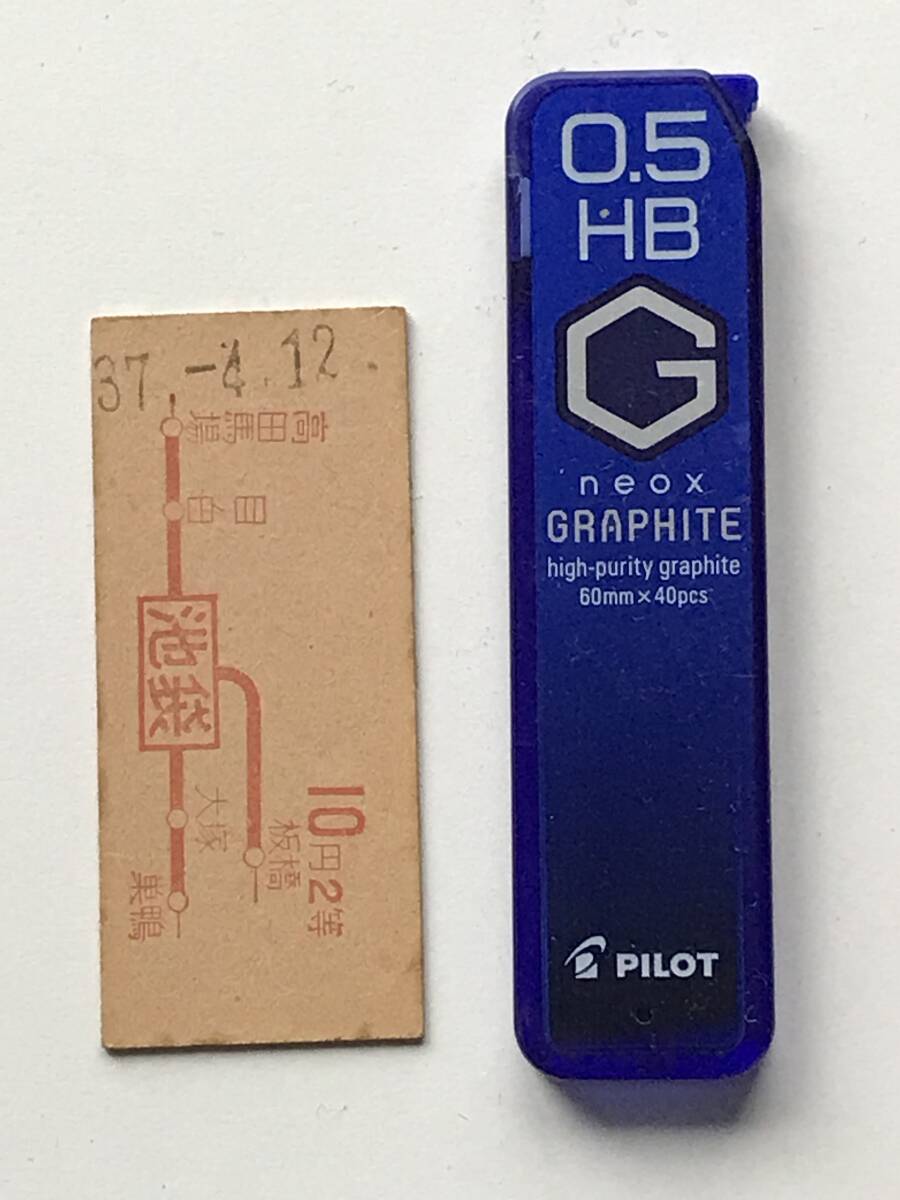 37.-4.12.
高田馬場
目白
池袋
大塚
板橋
巣鴨
10円2等
0.5
HB
G
neox
GRAPHITE
high-purity graphite
60mm×40pcs
PILOT